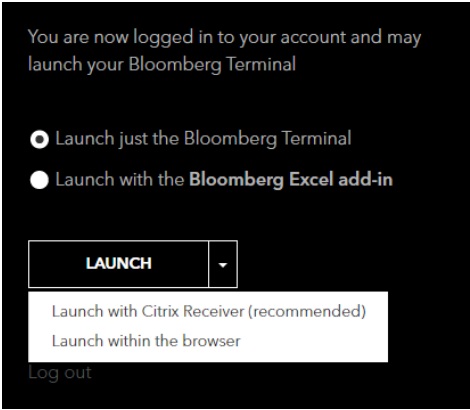 You are now logged in to your account and may
launch your Bloomberg Terminal
Launch just the Bloomberg Terminal
Launch with the Bloomberg Excel add-in
LAUNCH
Launch with Citrix Receiver (recommended)
Launch within the browser
Log out